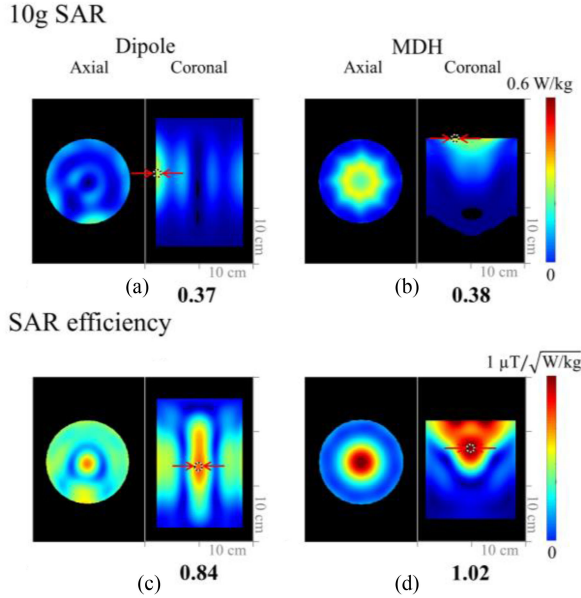 10g SAR
Dipole MDH
Axial Coronal Axial Coronal
0.6 W/kg
10 cm 10 cm
10 cm 10 cm 0
(a) (b)
0.37 0.38
SAR efficiency
1 µT/√W/kg
10 cm 10 cm
10 cm 10 cm 0
(c) 0.84 (d) 1.02